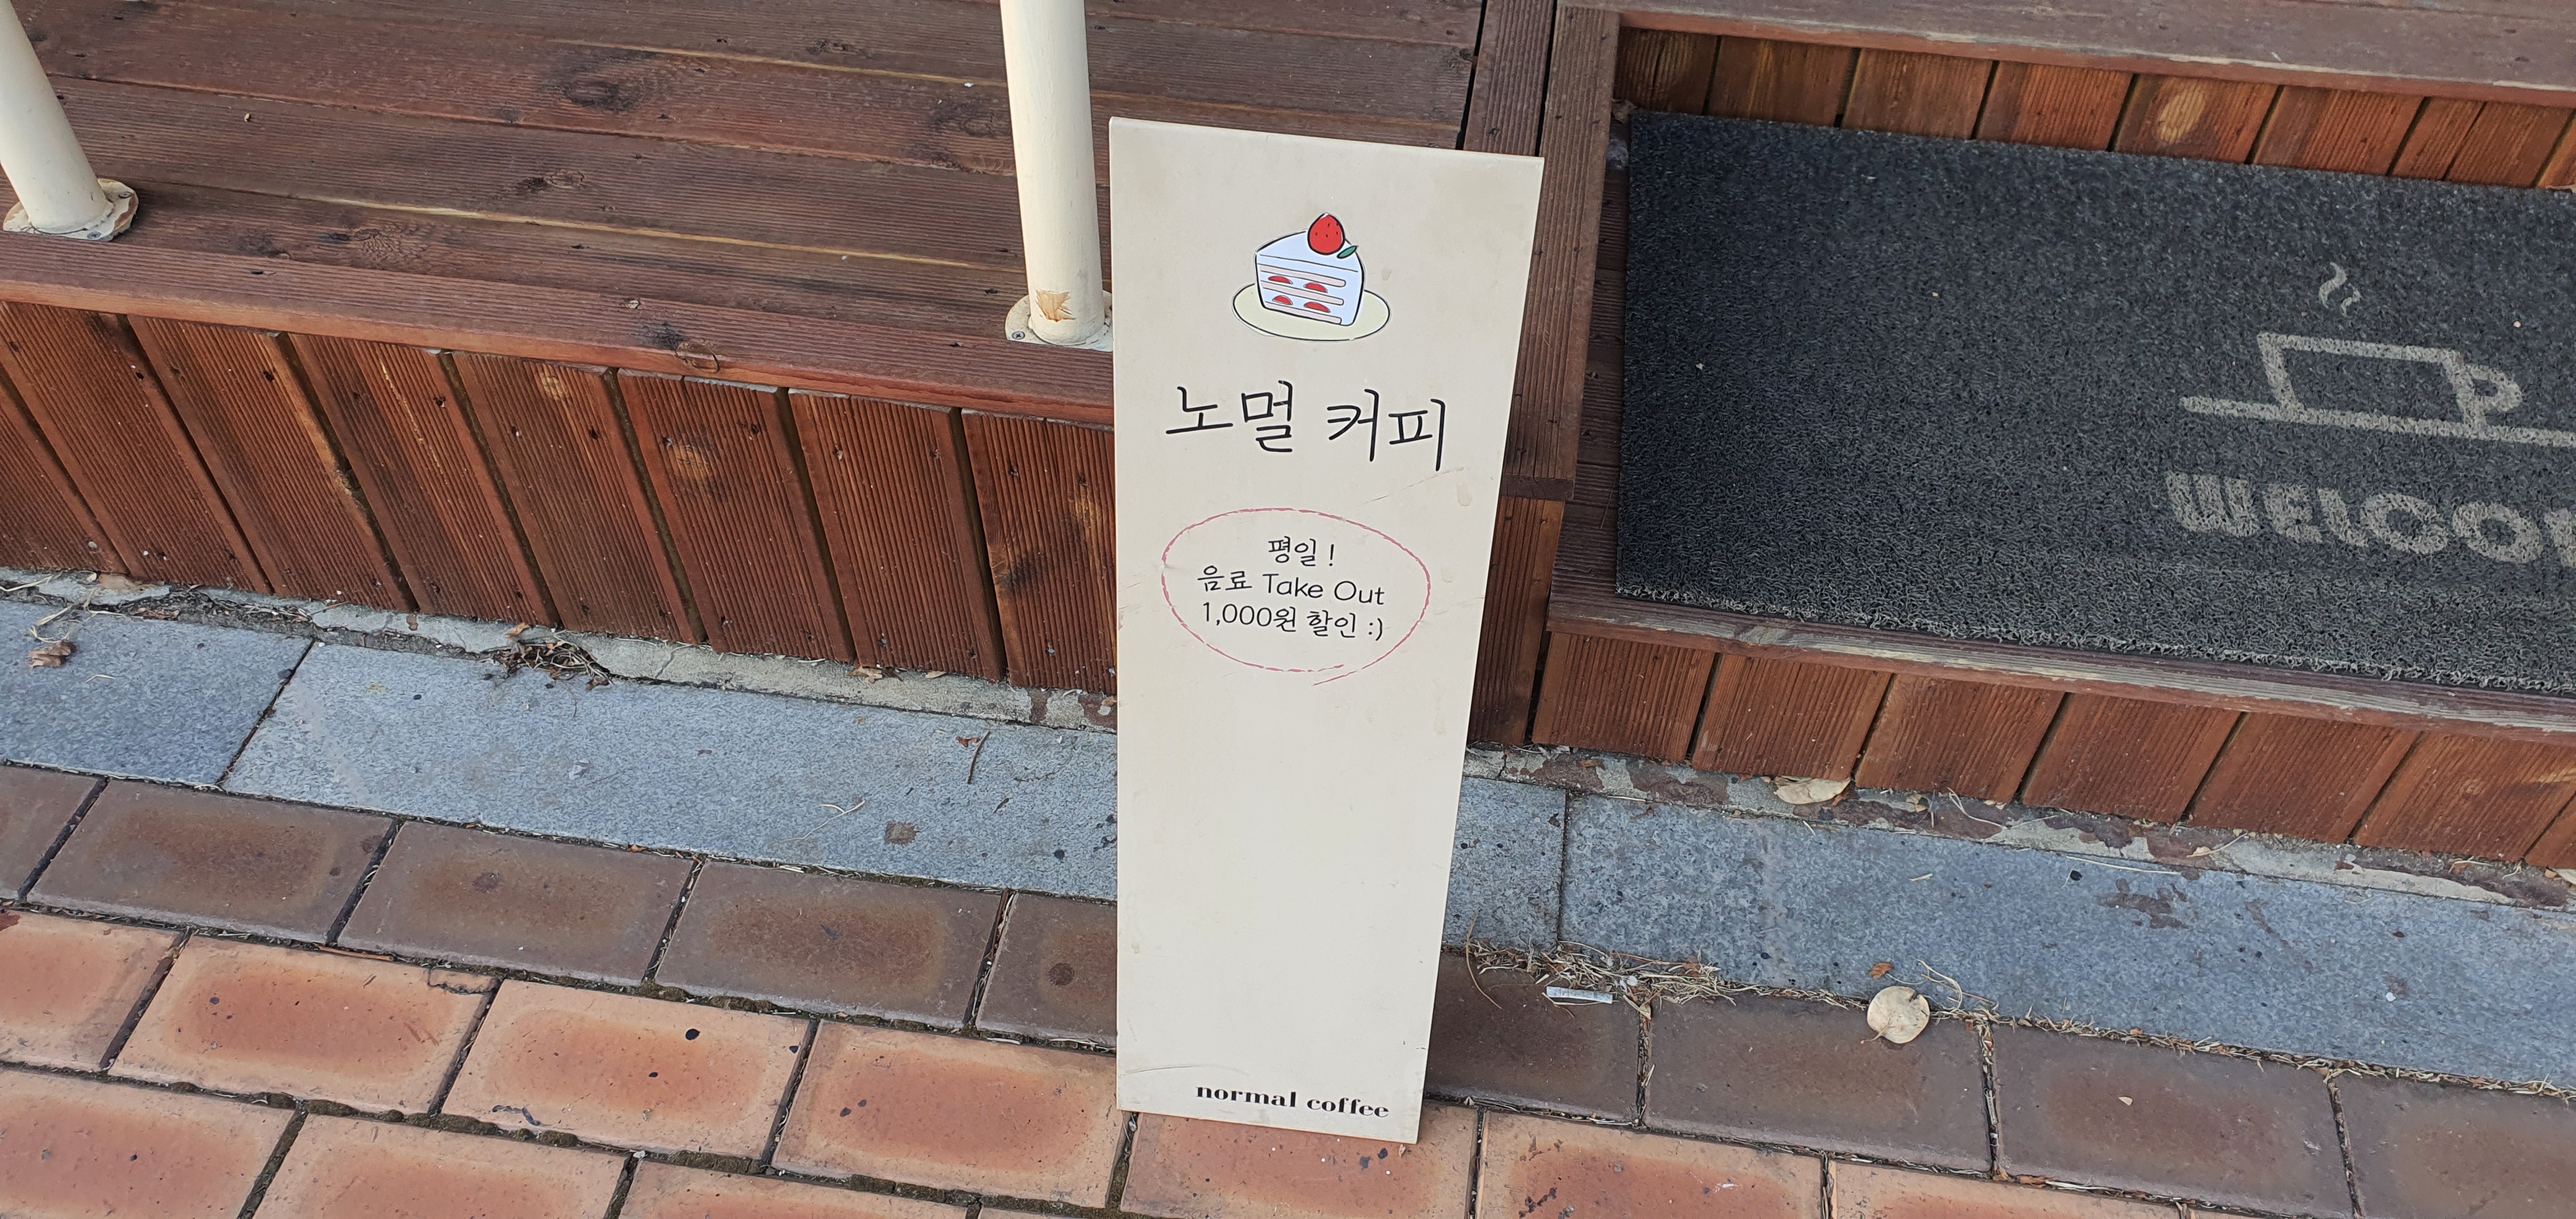 노멀 커피
평일!
음료 Take Out
1,000원 할인 :)
normal coffee